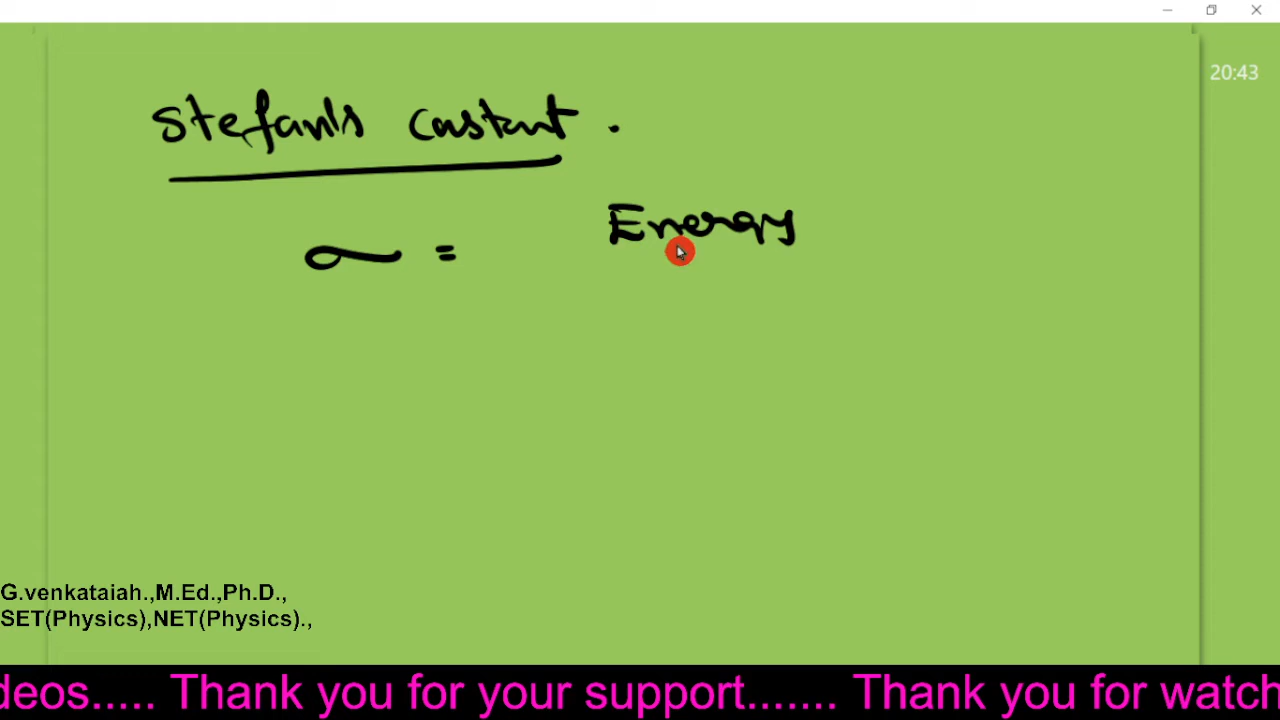 20:43
Stefan's Costant .
Energy
σ =
G.venkataiah.,M.Ed.,Ph.D.,
SET(Physics),NET(Physics).,
deos..... Thank you for your support....... Thank you for watch